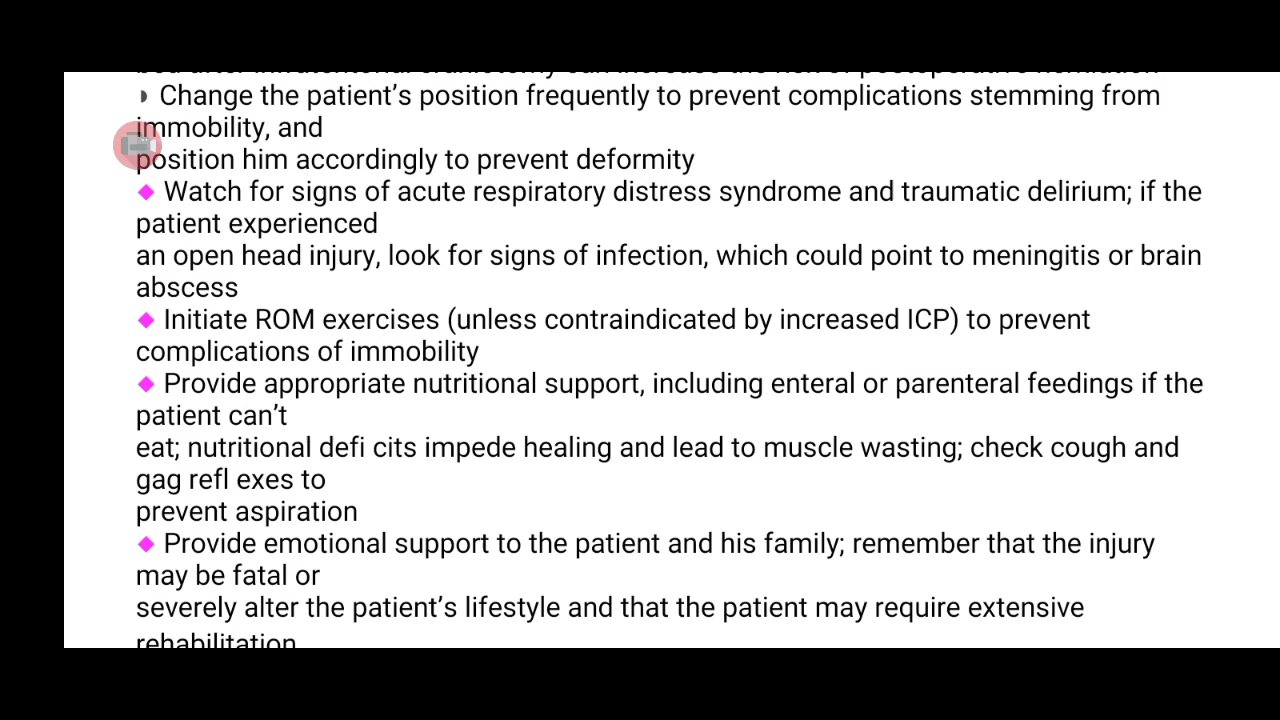 ◗ Change the patient’s position frequently to prevent complications stemming from
immobility, and
position him accordingly to prevent deformity
◆ Watch for signs of acute respiratory distress syndrome and traumatic delirium; if the
patient experienced
an open head injury, look for signs of infection, which could point to meningitis or brain
abscess
◆ Initiate ROM exercises (unless contraindicated by increased ICP) to prevent
complications of immobility
◆ Provide appropriate nutritional support, including enteral or parenteral feedings if the
patient can’t
eat; nutritional defi cits impede healing and lead to muscle wasting; check cough and
gag refl exes to
prevent aspiration
◆ Provide emotional support to the patient and his family; remember that the injury
may be fatal or
severely alter the patient’s lifestyle and that the patient may require extensive
rehabilitation